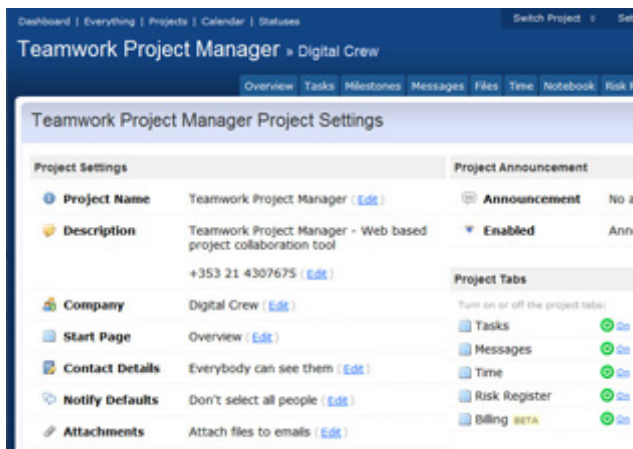 Dashboard | Everything | Projects | Calendar | Statuses
Switch Project
Teamwork Project Manager » Digital Crew
Overview Tasks Milestones Messages Files Time Notebook Risk
Teamwork Project Manager Project Settings
Project Settings
Project Name Teamwork Project Manager (Edit)
Description Teamwork Project Manager - Web based
project collaboration tool
+353 21 4307675 (Edit)
Company Digital Crew (Edit)
Start Page Overview (Edit)
Contact Details Everybody can see them (Edit)
Notify Defaults Don't select all people (Edit)
Attachments Attach files to emails (Edit)
Project Announcement
Announcement No
Enabled
Project Tabs
Turn on or off the project tabs:
Tasks On
Messages On
Time On
Risk Register On
Billing BETA On